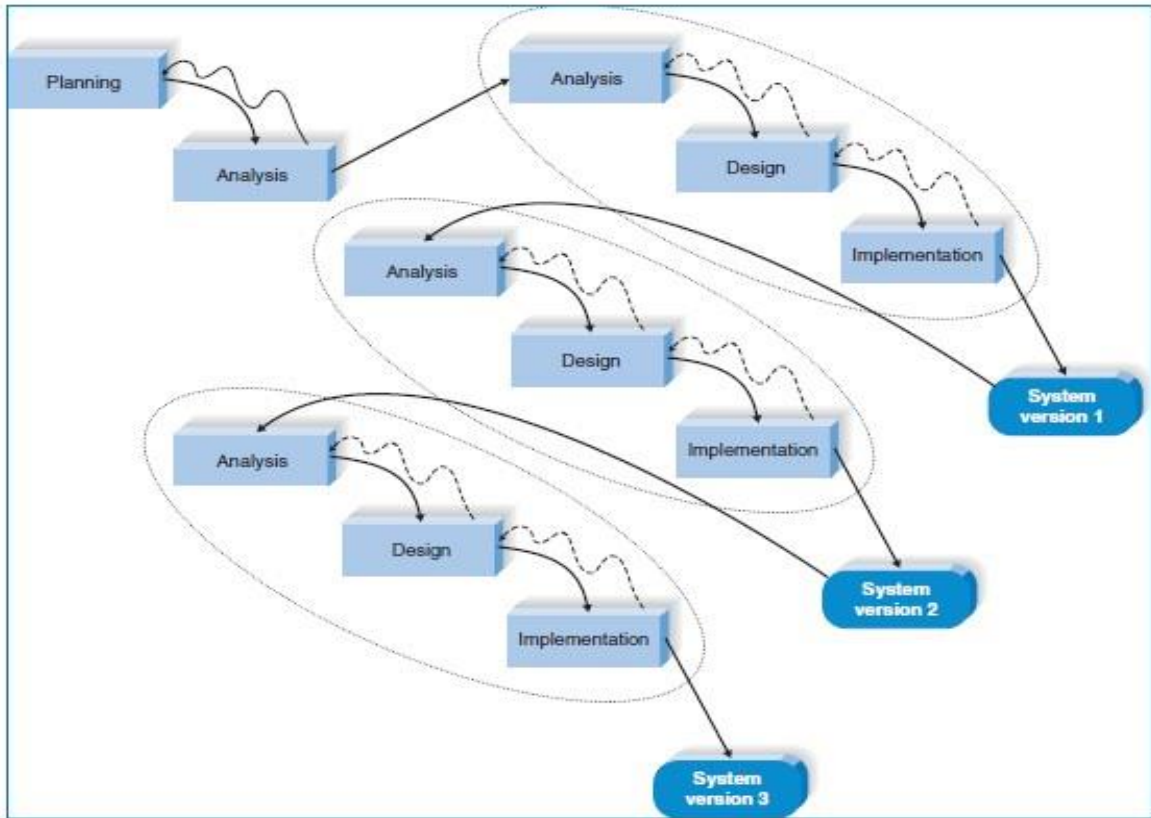 Planning
Analysis
Analysis
Design
Implementation
System
version 1
Analysis
Design
Implementation
System
version 2
Analysis
Design
Implementation
System
version 3